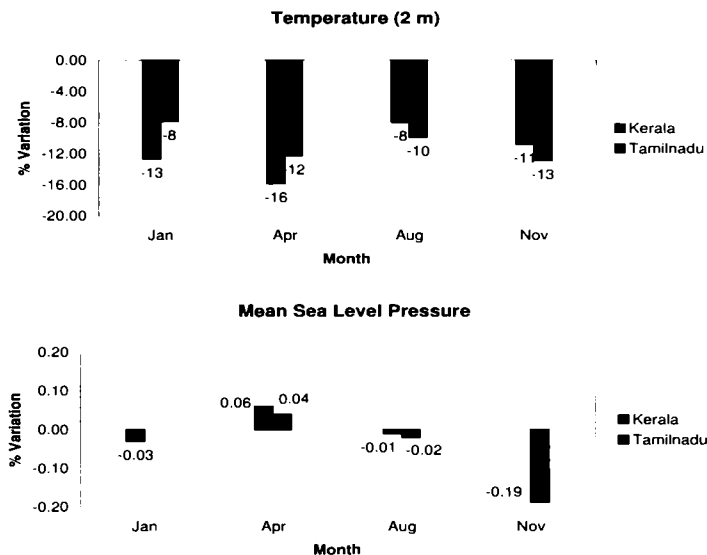 Temperature (2 m)
0.00
-4.00
-8.00
-12.00
-16.00
-20.00
% Variation
-13
-8
-16
-12
-8
-10
-11
-13
Jan Apr Aug Nov
Month
Kerala
Tamilnadu
Mean Sea Level Pressure
0.20
0.10
0.00
-0.10
-0.20
% Variation
-0.03
0.06
0.04
-0.01
-0.02
-0.19
Jan Apr Aug Nov
Month
Kerala
Tamilnadu